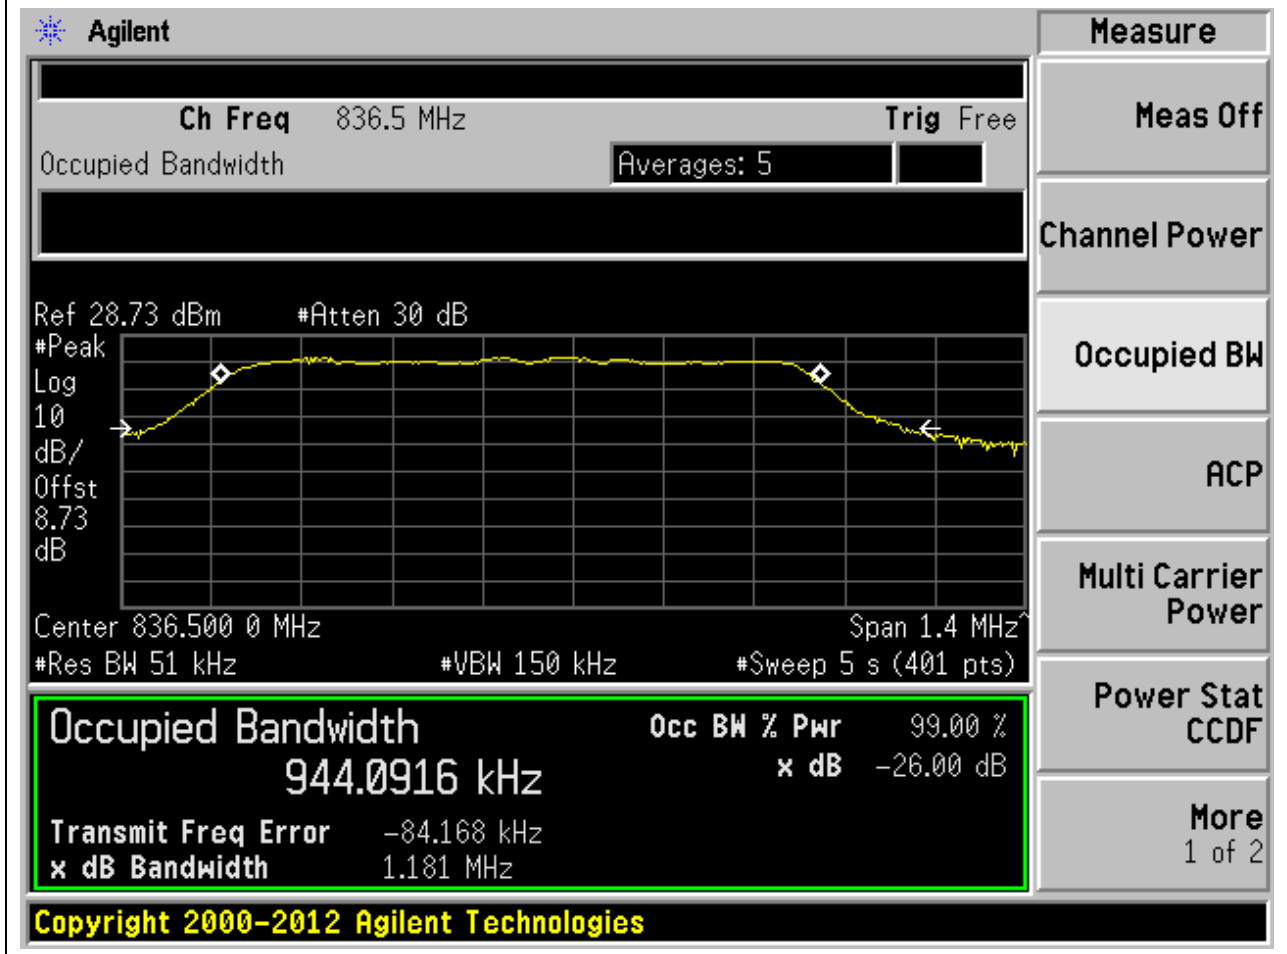 Agilent
Measure
Ch Freq 836.5 MHz Trig Free
Meas Off
Occupied Bandwidth Averages: 5
Channel Power
Ref 28.73 dBm #Atten 30 dB
#Peak
Log
10
dB/
Offst
8.73
dB
Occupied BW
ACP
Multi Carrier
Power
Center 836.500 0 MHz Span 1.4 MHz^
#Res BW 51 kHz #VBW 150 kHz #Sweep 5 s (401 pts)
Power Stat
CCDF
Occupied Bandwidth Occ BW % Pwr 99.00 %
944.0916 kHz x dB -26.00 dB
Transmit Freq Error -84.168 kHz
x dB Bandwidth 1.181 MHz
More
1 of 2
Copyright 2000-2012 Agilent Technologies